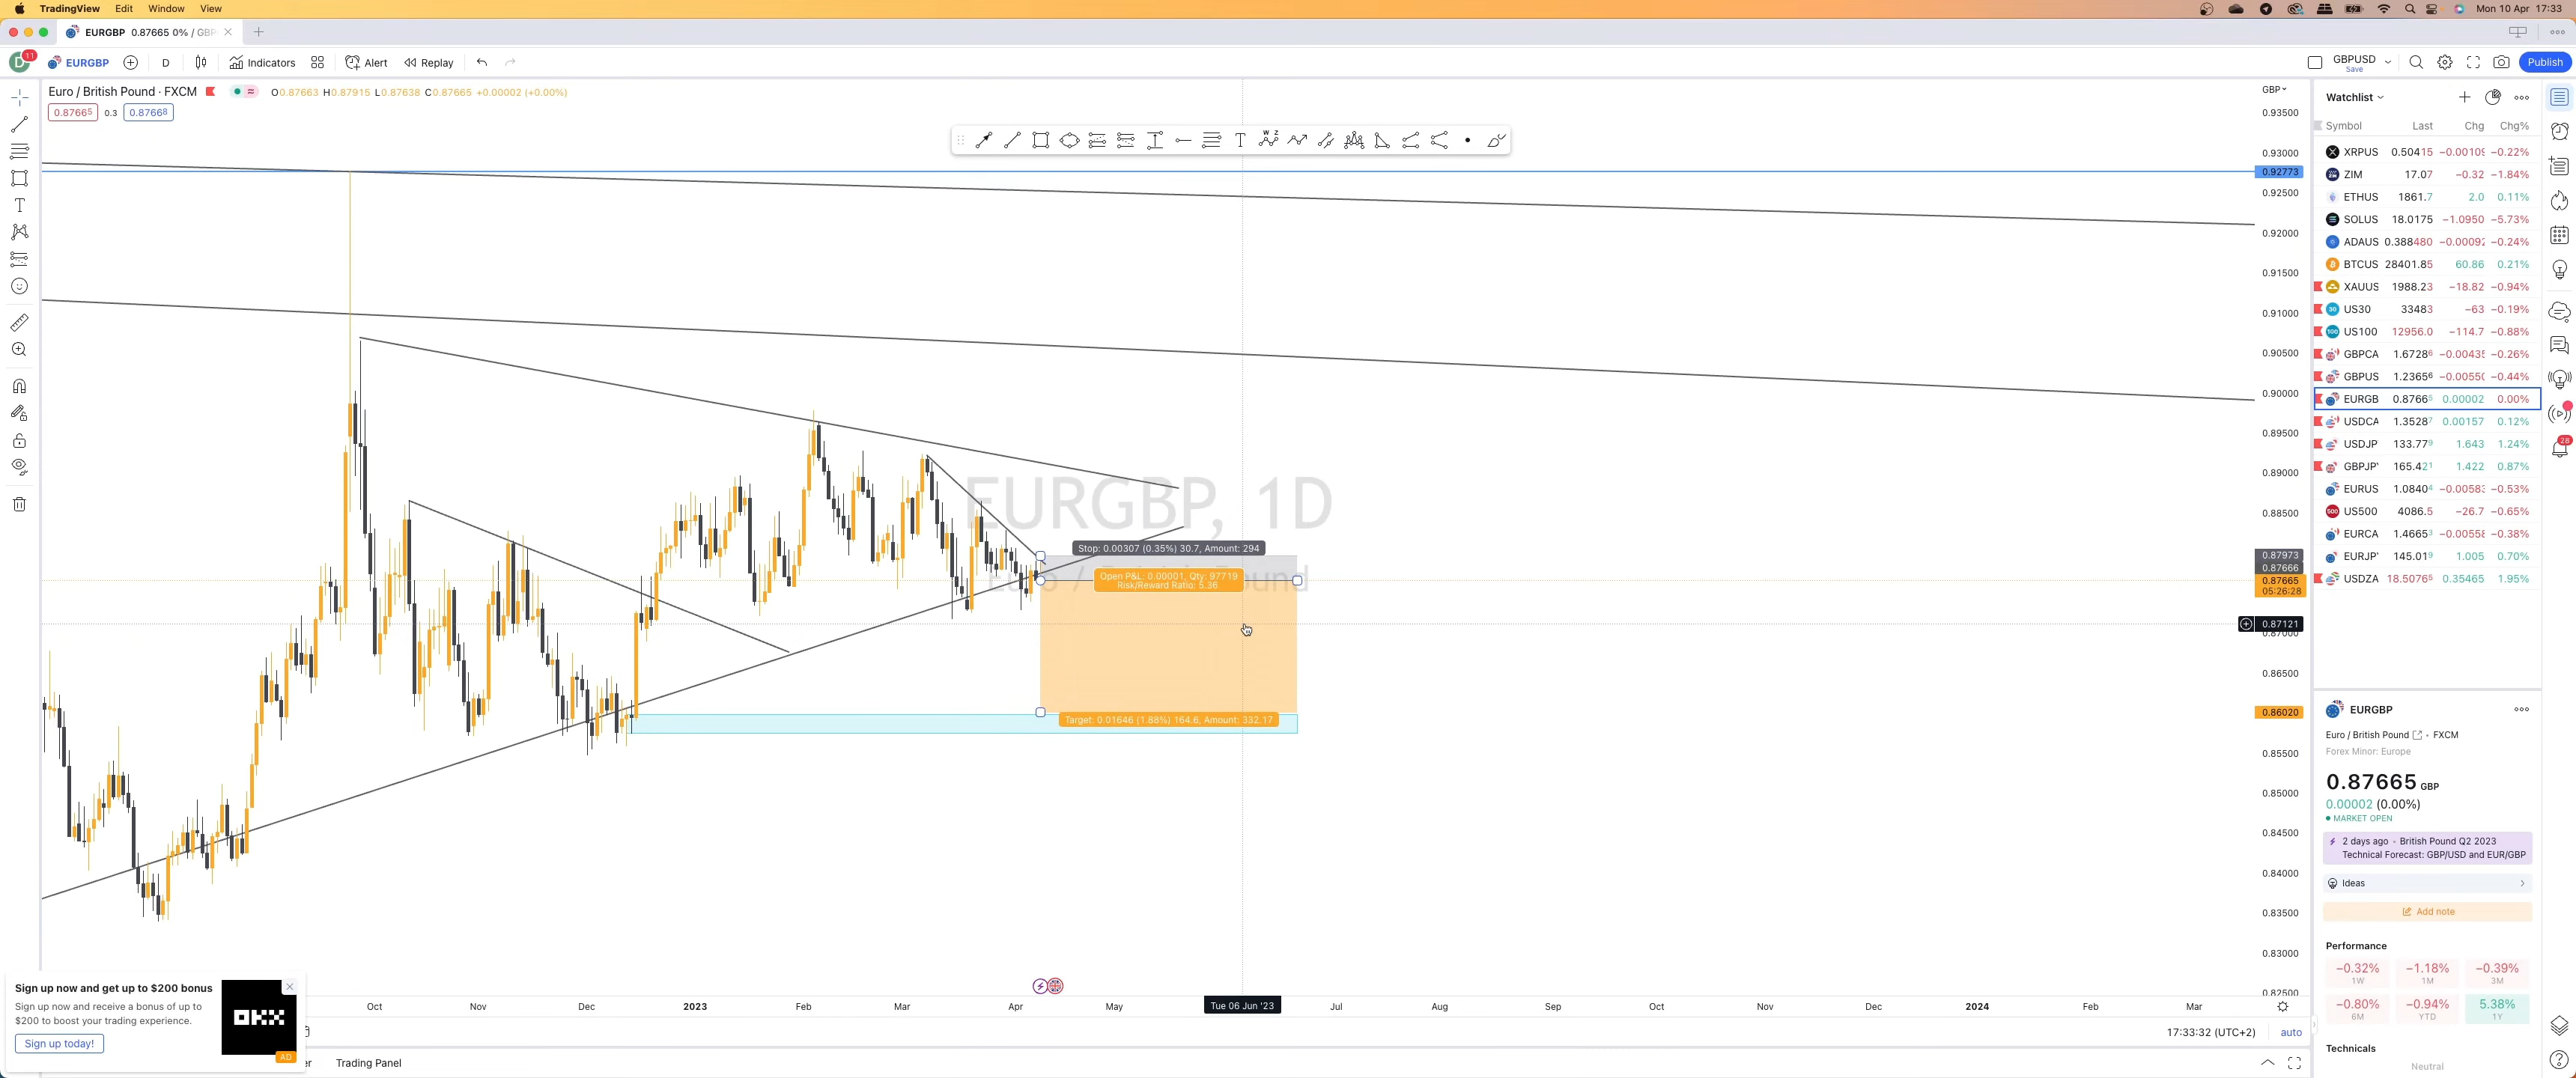 TradingView Edit Window View
Mon 10 Apr 17:33
EURGBP 0.87665 0% / GBP
11
D EURGBP D Indicators Alert Replay
GBPUSD
Save
Publish
Euro / British Pound · FXCM O0.87663 H0.87915 L0.87638 C0.87665 +0.00002 (+0.00%)
0.87665 0.3 0.87668
GBP
0.93500
0.93000
0.92773
0.92500
0.92000
0.91500
0.91000
0.90500
0.90000
0.89500
0.89000
0.88500
0.87973
0.87666
0.87665
05:26:28
0.87121
0.87000
0.86500
0.86020
0.85500
0.85000
0.84500
0.84000
0.83500
0.83000
0.82500
EURGBP, 1D
Euro / British Pound
Stop: 0.00307 (0.35%) 30.7, Amount: 294
Open P&L: 0.00001, Qty: 97719
Risk/Reward Ratio: 5.36
Target: 0.01646 (1.88%) 164.6, Amount: 332.17
Oct Nov Dec 2023 Feb Mar Apr May Tue 06 Jun '23 Jul Aug Sep Oct Nov Dec 2024 Feb Mar
17:33:32 (UTC+2) auto
Trading Panel
Sign up now and get up to $200 bonus
Sign up now and receive a bonus of up to
$200 to boost your trading experience.
Sign up today!
OKX
AD
Watchlist
Symbol Last Chg Chg%
XRPUS 0.50415 −0.00109 −0.22%
ZIM 17.07 −0.32 −1.84%
ETHUS 1861.7 2.0 0.11%
SOLUS 18.0175 −1.0950 −5.73%
ADAUS 0.388480 −0.00092 −0.24%
BTCUS 28401.85 60.86 0.21%
XAUUS 1988.23 −18.82 −0.94%
US30 33483 −63 −0.19%
US100 12956.0 −114.7 −0.88%
GBPCA 1.67286 −0.00435 −0.26%
GBPUS 1.23656 −0.00550 −0.44%
EURGB 0.87665 0.00002 0.00%
USDCA 1.35287 0.00157 0.12%
USDJP 133.779 1.643 1.24%
GBPJP 165.421 1.422 0.87%
EURUS 1.08404 −0.00583 −0.53%
US500 4086.5 −26.7 −0.65%
EURCA 1.46653 −0.00558 −0.38%
EURJP 145.019 1.005 0.70%
USDZA 18.50765 0.35465 1.95%
28
EURGBP
Euro / British Pound • FXCM
Forex Minor: Europe
0.87665 GBP
0.00002 (0.00%)
MARKET OPEN
2 days ago • British Pound Q2 2023
Technical Forecast: GBP/USD and EUR/GBP
Ideas
Add note
Performance
−0.32% −1.18% −0.39%
1W 1M 3M
−0.80% −0.94% 5.38%
6M YTD 1Y
Technicals
Neutral